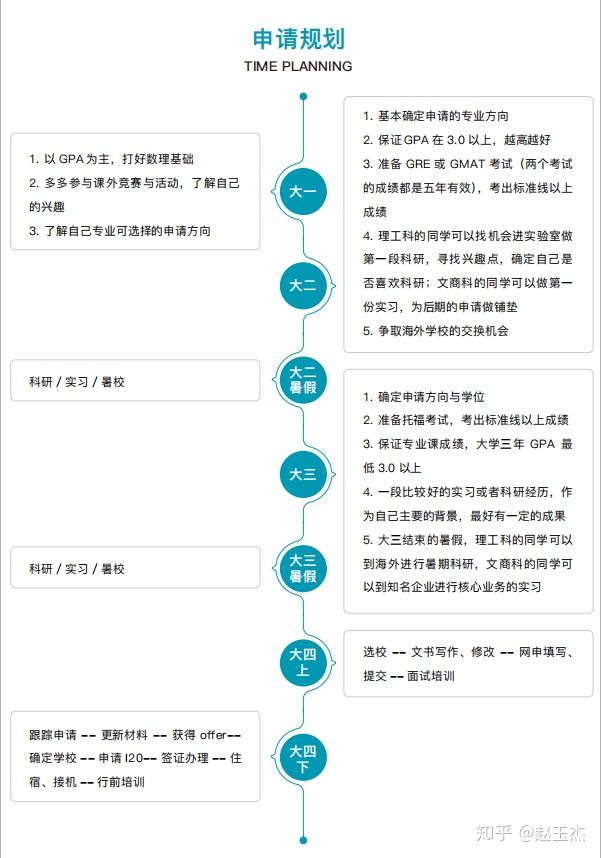 申请规划
TIME PLANNING
大一
1. 以 GPA 为主，打好数理基础
2. 多多参与课外竞赛与活动，了解自己
的兴趣
3. 了解自己专业可选择的申请方向
大二
1. 基本确定申请的专业方向
2. 保证 GPA 在 3.0 以上，越高越好
3. 准备 GRE 或 GMAT 考试（两个考试
的成绩都是五年有效），考出标准线以上
成绩
4. 理工科的同学可以找机会进实验室做
第一段科研，寻找兴趣点，确定自己是
否喜欢科研；文商科的同学可以做第一
份实习，为后期的申请做铺垫
5. 争取海外学校的交换机会
大二
暑假
科研 / 实习 / 暑校
大三
1. 确定申请方向与学位
2. 准备托福考试，考出标准线以上成绩
3. 保证专业课成绩，大学三年 GPA 最
低 3.0 以上
4. 一段比较好的实习或者科研经历，作
为自己主要的背景，最好有一定的成果
5. 大三结束的暑假，理工科的同学可以
到海外进行暑期科研，文商科的同学可
以到知名企业进行核心业务的实习
大三
暑假
科研 / 实习 / 暑校
大四
上
选校 -- 文书写作、修改 -- 网申填写、
提交 -- 面试培训
大四
下
跟踪申请 -- 更新材料 -- 获得 offer--
确定学校 -- 申请 I20-- 签证办理 -- 住
宿、接机 -- 行前培训
知乎 @赵玉杰